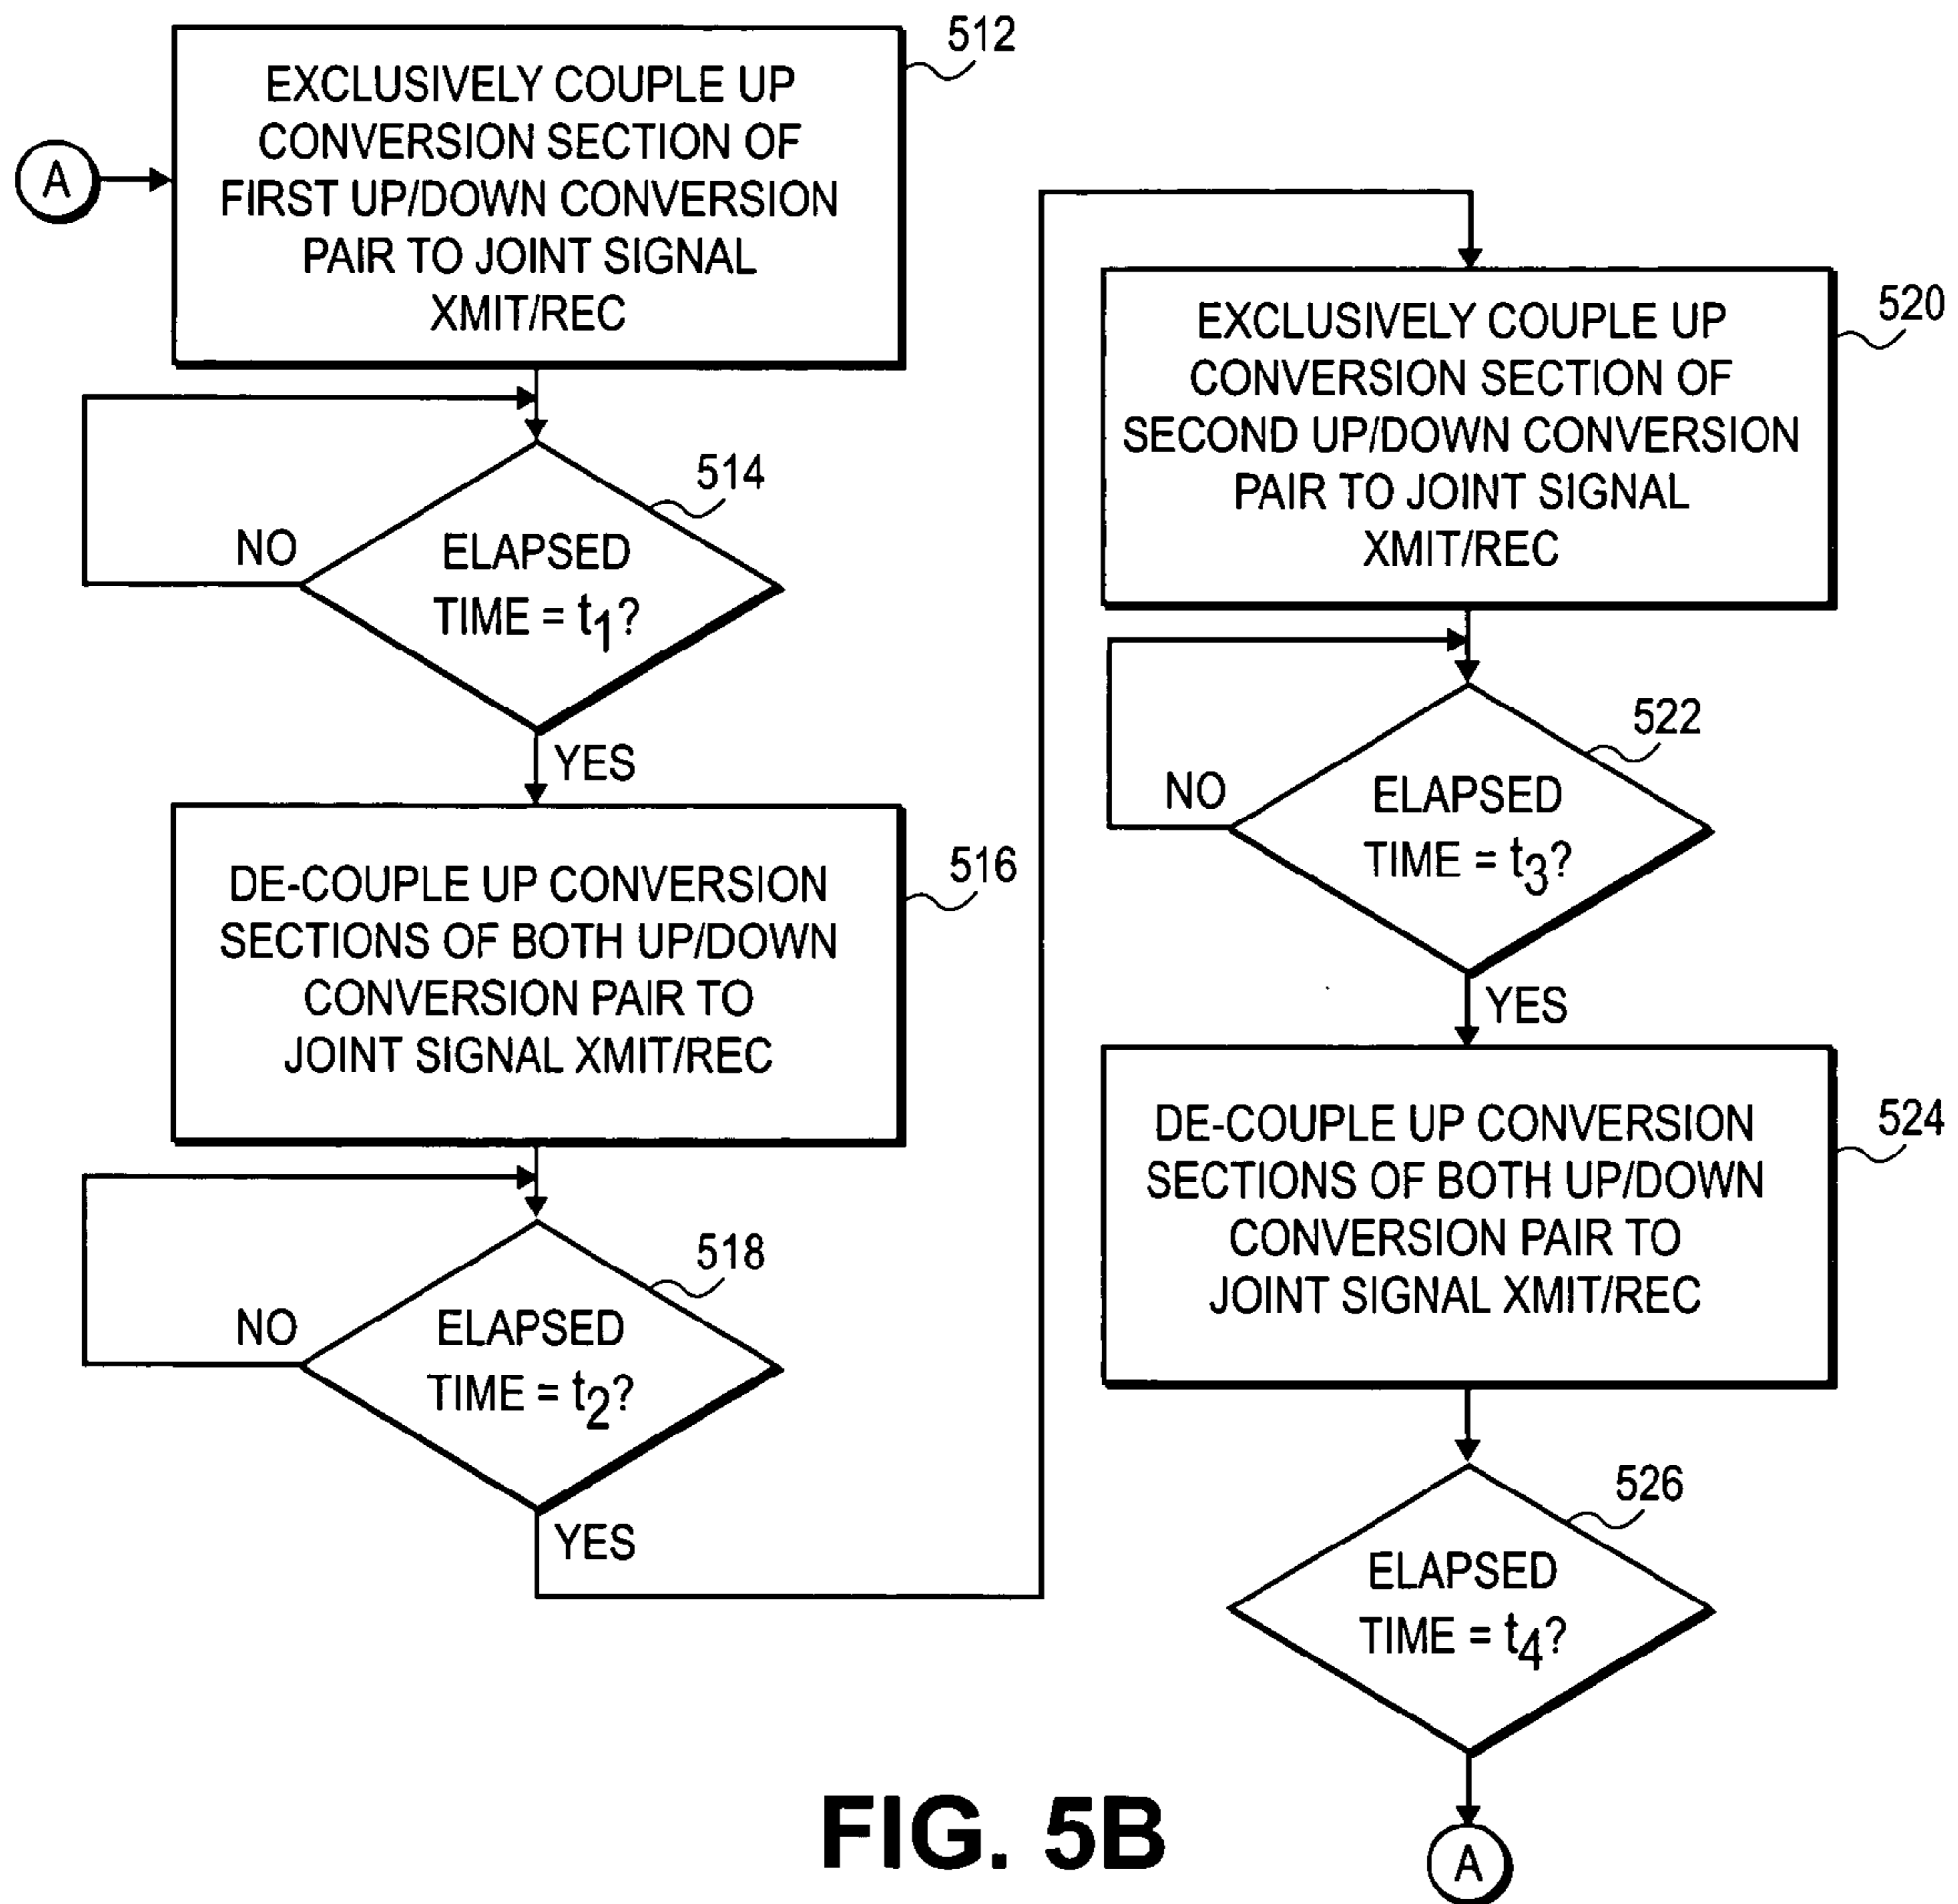 A
512
EXCLUSIVELY COUPLE UP
CONVERSION SECTION OF
FIRST UP/DOWN CONVERSION
PAIR TO JOINT SIGNAL
XMIT/REC
514
NO
ELAPSED
TIME = t1?
YES
516
DE-COUPLE UP CONVERSION
SECTIONS OF BOTH UP/DOWN
CONVERSION PAIR TO
JOINT SIGNAL XMIT/REC
518
NO
ELAPSED
TIME = t2?
YES
520
EXCLUSIVELY COUPLE UP
CONVERSION SECTION OF
SECOND UP/DOWN CONVERSION
PAIR TO JOINT SIGNAL
XMIT/REC
522
NO
ELAPSED
TIME = t3?
YES
524
DE-COUPLE UP CONVERSION
SECTIONS OF BOTH UP/DOWN
CONVERSION PAIR TO
JOINT SIGNAL XMIT/REC
526
ELAPSED
TIME = t4?
A
FIG. 5B